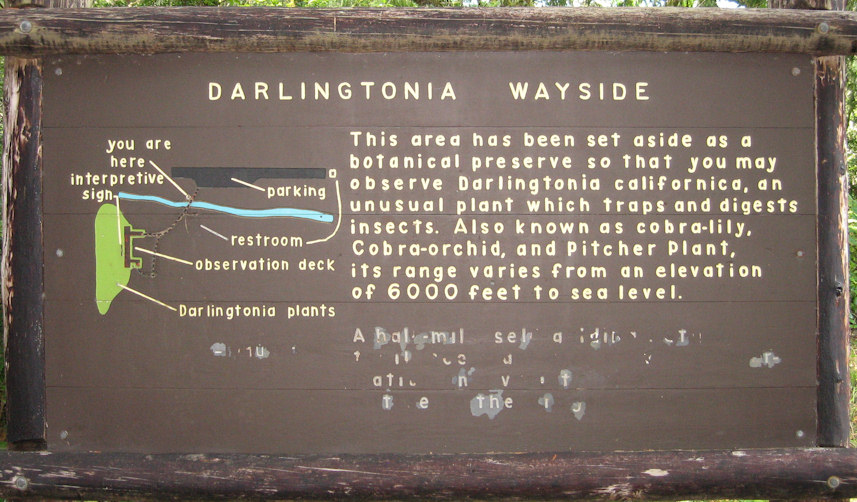 DARLINGTONIA WAYSIDE
you are
here
interpretive
sign
parking
restroom
observation deck
Darlingtonia plants
This area has been set aside as a
botanical preserve so that you may
observe Darlingtonia californica, an
unusual plant which traps and digests
insects. Also known as cobra-lily,
Cobra-orchid, and Pitcher Plant,
its range varies from an elevation
of 6000 feet to sea level.
A
the